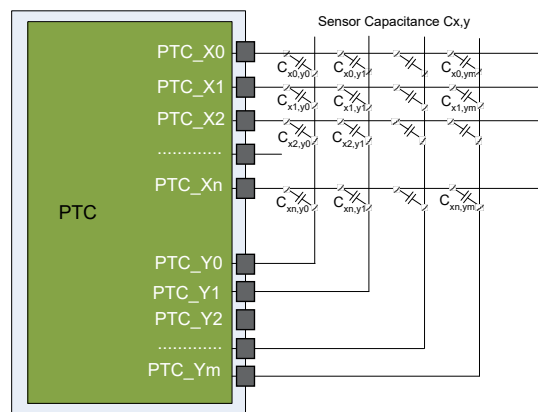 Sensor Capacitance Cx,y
PTC_X0
Cx0,y0 Cx0,y1 Cx0,ym
PTC_X1
Cx1,y0 Cx1,y1 Cx1,ym
PTC_X2
Cx2,y0 Cx2,y1
.............
PTC_Xn
Cxn,y0 Cxn,y1 Cxn,ym
PTC
PTC_Y0
PTC_Y1
PTC_Y2
.............
PTC_Ym